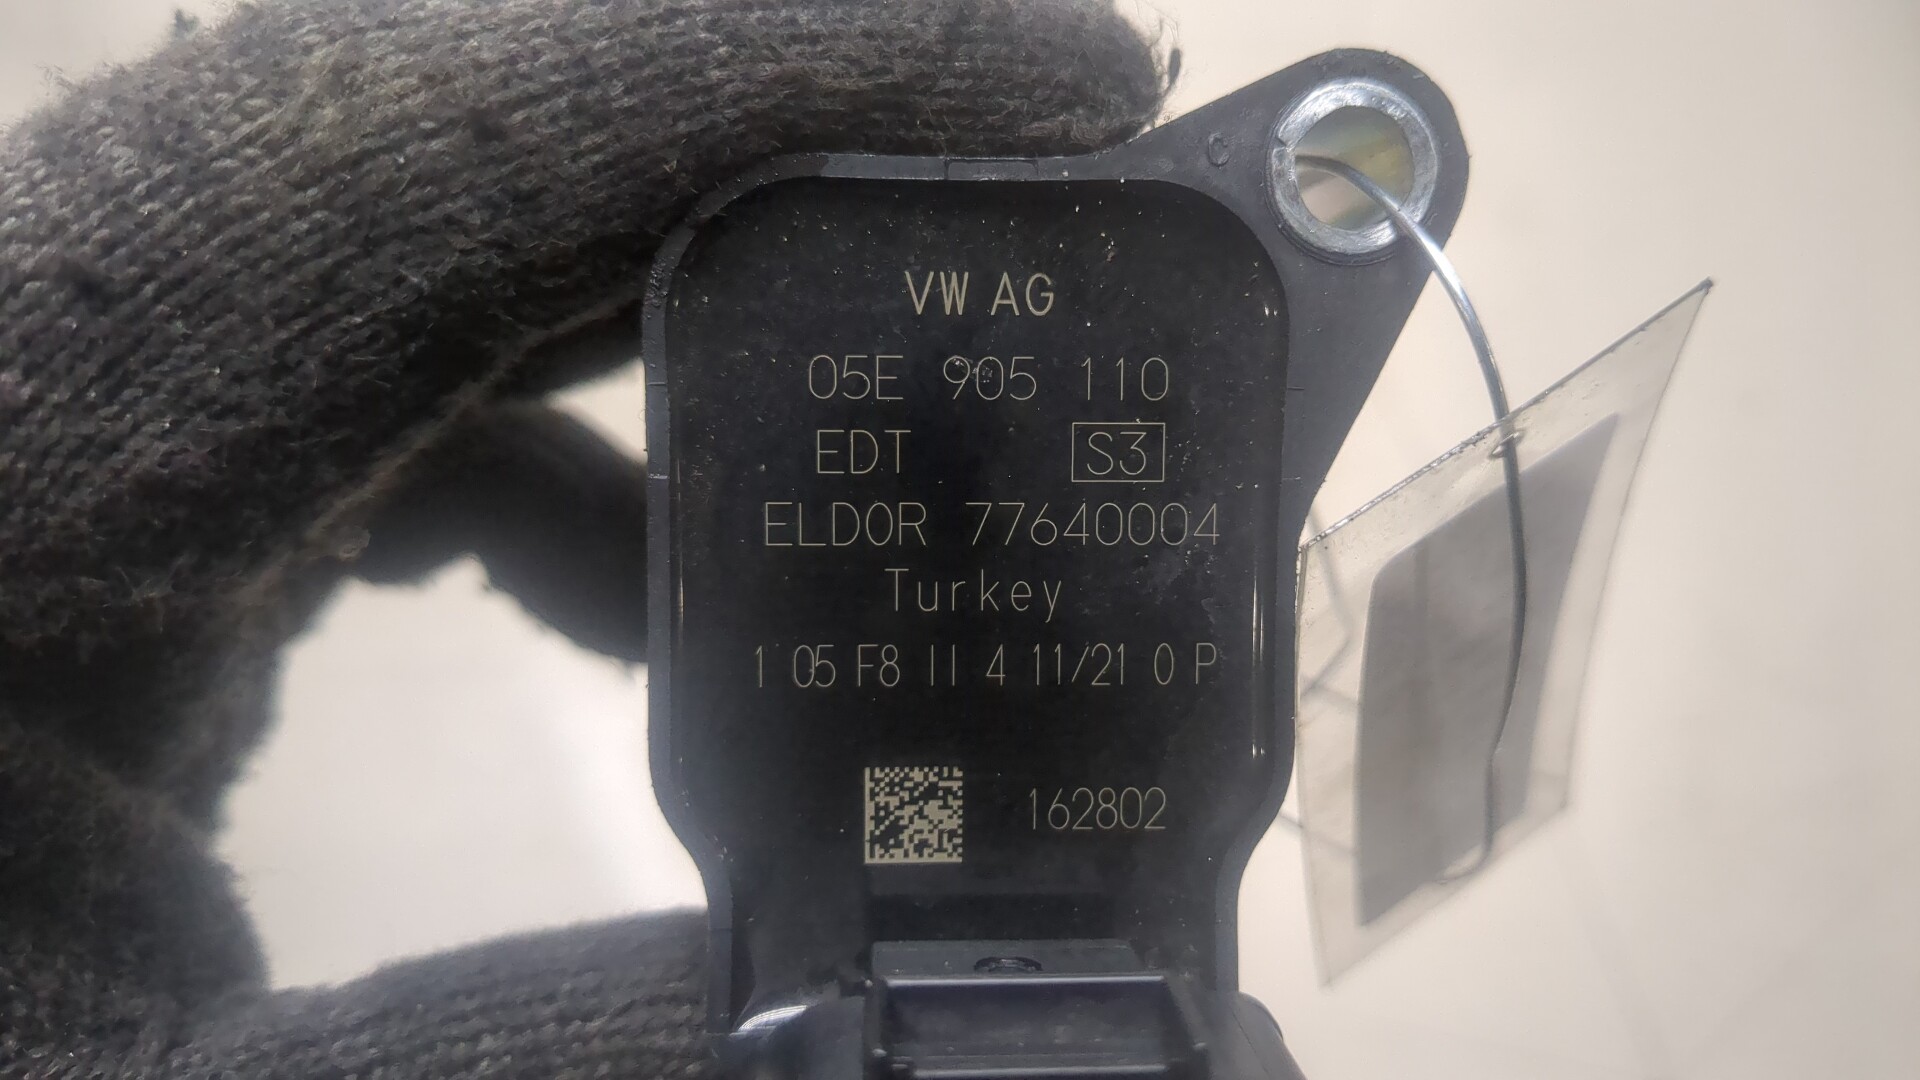 VW AG
05E 905 110
EDT S3
ELDOR 77640004
Turkey
1 05 F8 II 4 11/21 0 P
162802